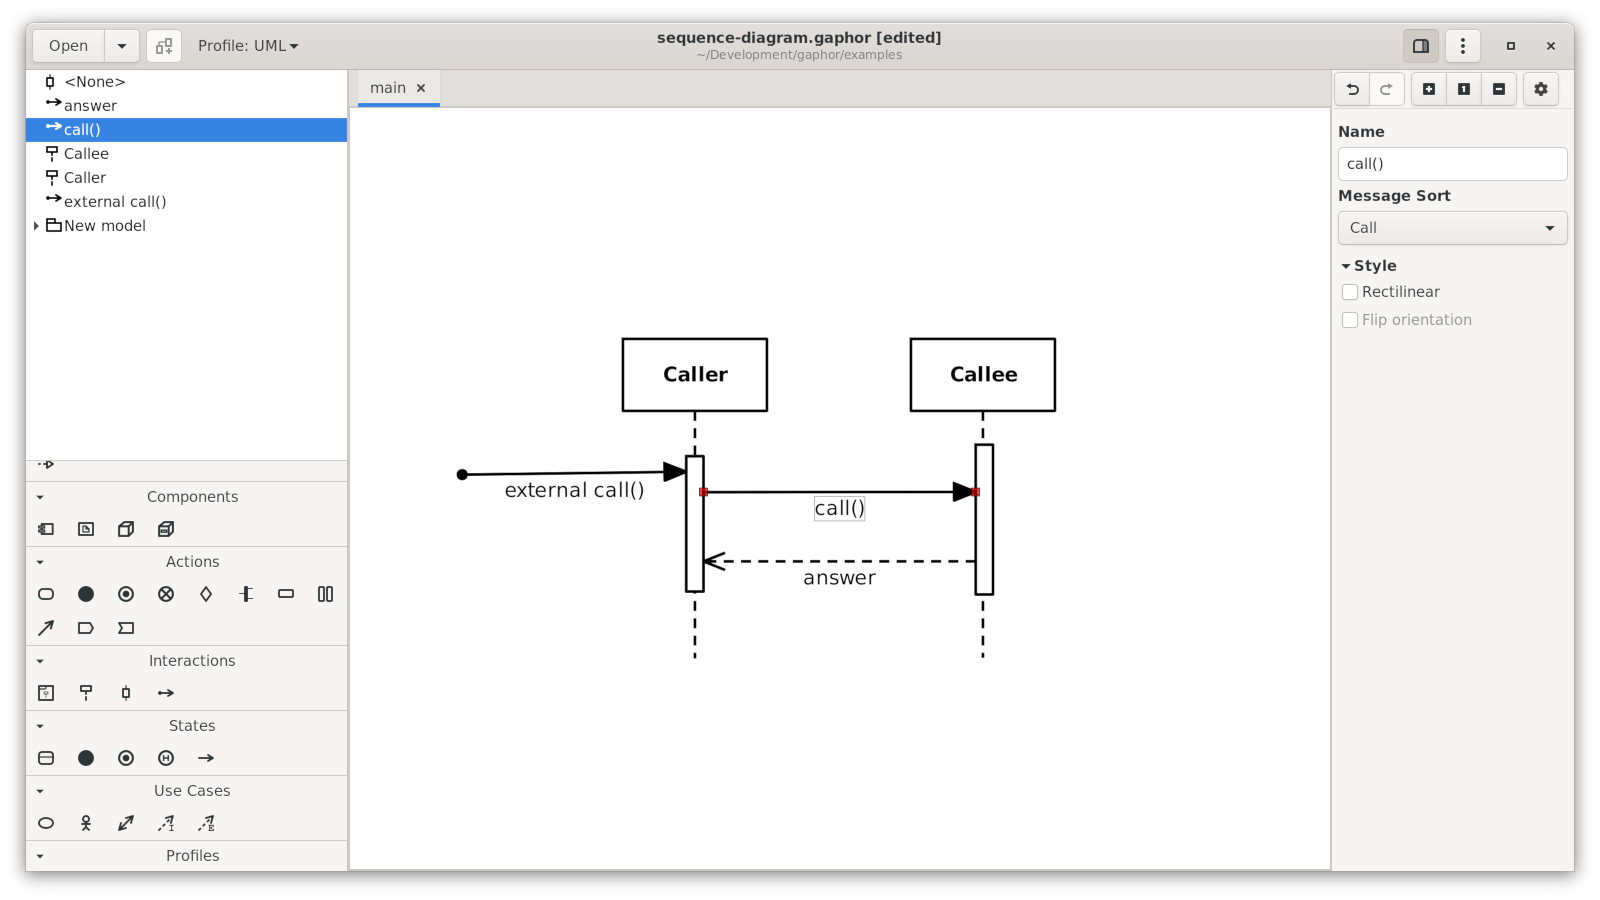 Open
Profile: UML
sequence-diagram.gaphor [edited]
~/Development/gaphor/examples
<None>
answer
call()
Callee
Caller
external call()
New model
Components
Actions
Interactions
States
Use Cases
Profiles
main
Caller
Callee
external call()
call()
answer
Name
call()
Message Sort
Call
Style
Rectilinear
Flip orientation